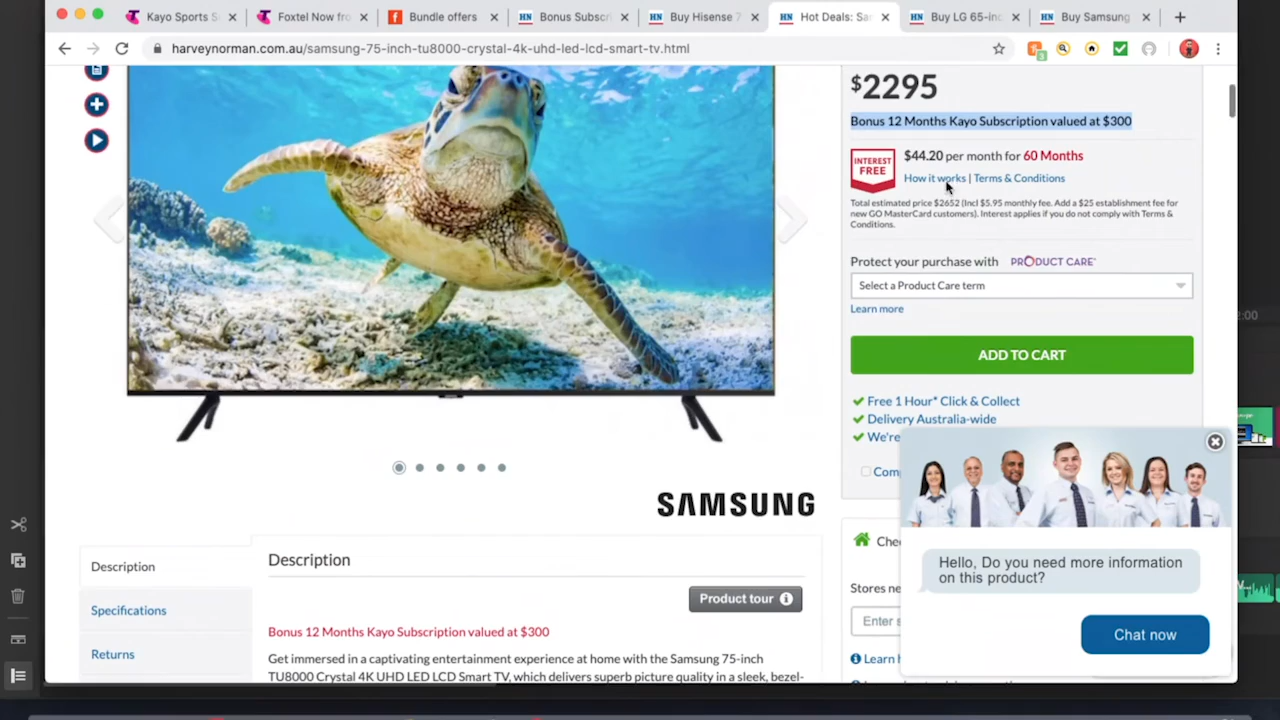 Kayo Sports S
Foxtel Now fro
Bundle offers
Bonus Subscri
Buy Hisense 7
Hot Deals: Sa
Buy LG 65-inc
Buy Samsung
harveynorman.com.au/samsung-75-inch-tu8000-crystal-4k-uhd-led-lcd-smart-tv.html
3
$2295
Bonus 12 Months Kayo Subscription valued at $300
INTEREST FREE
$44.20 per month for 60 Months
How it works | Terms & Conditions
Total estimated price $2652 (Incl $5.95 monthly fee. Add a $25 establishment fee for
new GO MasterCard customers). Interest applies if you do not comply with Terms &
Conditions.
Protect your purchase with PRODUCT CARE
Select a Product Care term
Learn more
ADD TO CART
Free 1 Hour* Click & Collect
Delivery Australia-wide
We're
Comp
SAMSUNG
Hello, Do you need more information
on this product?
Chat now
Chec
Stores ne
Enter s
Learn h
Description
Specifications
Returns
Description
Product tour
Bonus 12 Months Kayo Subscription valued at $300
Get immersed in a captivating entertainment experience at home with the Samsung 75-inch
TU8000 Crystal 4K UHD LED LCD Smart TV, which delivers superb picture quality in a sleek, bezel-
2:00